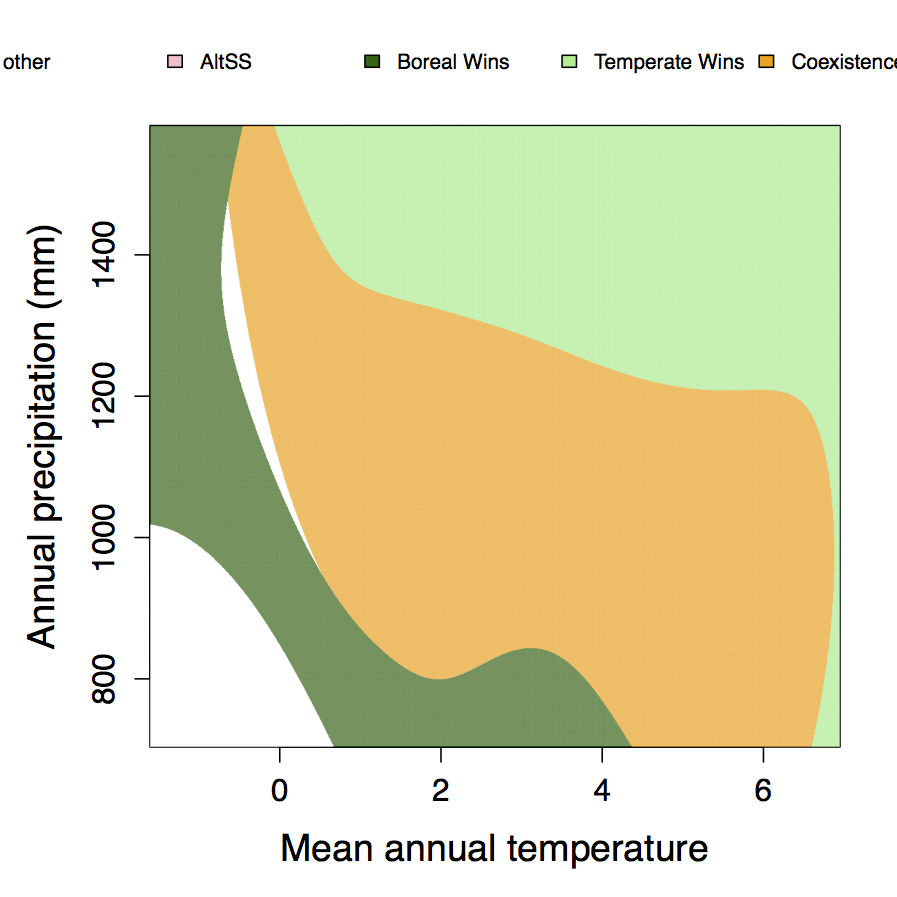 other AltSS Boreal Wins Temperate Wins Coexistence
1400
1200
1000
800
Annual precipitation (mm)
0 2 4 6
Mean annual temperature